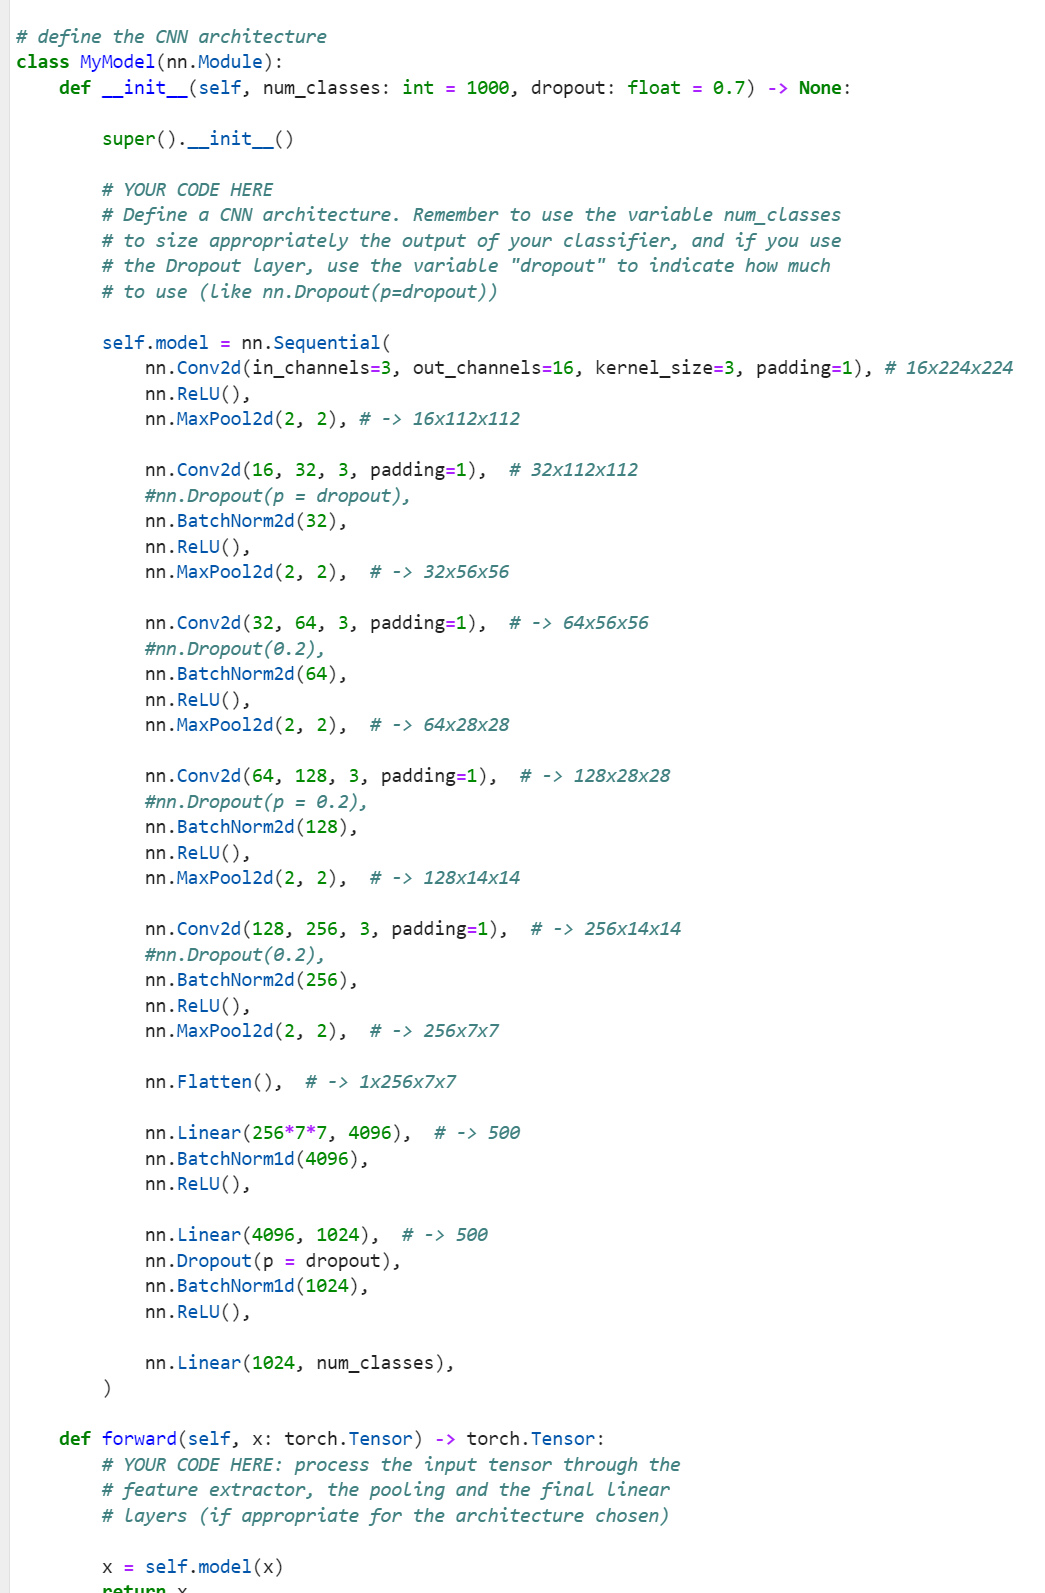 # define the CNN architecture
class MyModel(nn.Module):
    def __init__(self, num_classes: int = 1000, dropout: float = 0.7) -> None:

        super().__init__()

        # YOUR CODE HERE
        # Define a CNN architecture. Remember to use the variable num_classes
        # to size appropriately the output of your classifier, and if you use
        # the Dropout layer, use the variable "dropout" to indicate how much
        # to use (like nn.Dropout(p=dropout))

        self.model = nn.Sequential(
            nn.Conv2d(in_channels=3, out_channels=16, kernel_size=3, padding=1), # 16x224x224
            nn.ReLU(),
            nn.MaxPool2d(2, 2), # -> 16x112x112

            nn.Conv2d(16, 32, 3, padding=1),  # 32x112x112
            #nn.Dropout(p = dropout),
            nn.BatchNorm2d(32),
            nn.ReLU(),
            nn.MaxPool2d(2, 2),  # -> 32x56x56

            nn.Conv2d(32, 64, 3, padding=1),  # -> 64x56x56
            #nn.Dropout(0.2),
            nn.BatchNorm2d(64),
            nn.ReLU(),
            nn.MaxPool2d(2, 2),  # -> 64x28x28

            nn.Conv2d(64, 128, 3, padding=1),  # -> 128x28x28
            #nn.Dropout(p = 0.2),
            nn.BatchNorm2d(128),
            nn.ReLU(),
            nn.MaxPool2d(2, 2),  # -> 128x14x14

            nn.Conv2d(128, 256, 3, padding=1),  # -> 256x14x14
            #nn.Dropout(0.2),
            nn.BatchNorm2d(256),
            nn.ReLU(),
            nn.MaxPool2d(2, 2),  # -> 256x7x7

            nn.Flatten(),  # -> 1x256x7x7

            nn.Linear(256*7*7, 4096),  # -> 500
            nn.BatchNorm1d(4096),
            nn.ReLU(),

            nn.Linear(4096, 1024),  # -> 500
            nn.Dropout(p = dropout),
            nn.BatchNorm1d(1024),
            nn.ReLU(),

            nn.Linear(1024, num_classes),
        )

    def forward(self, x: torch.Tensor) -> torch.Tensor:
        # YOUR CODE HERE: process the input tensor through the
        # feature extractor, the pooling and the final linear
        # layers (if appropriate for the architecture chosen)

        x = self.model(x)
        return x